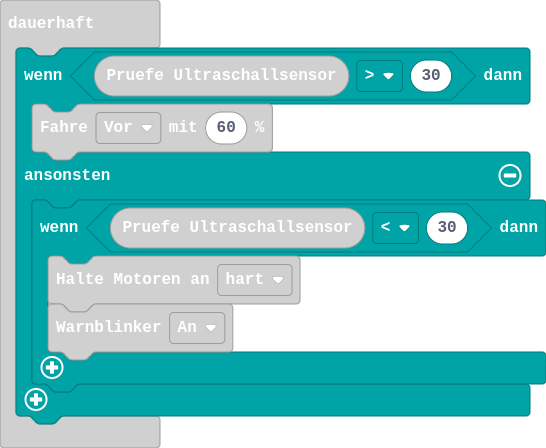 dauerhaft
wenn Pruefe Ultraschallsensor > 30 dann
Fahre Vor mit 60 %
ansonsten
wenn Pruefe Ultraschallsensor < 30 dann
Halte Motoren an hart
Warnblinker An